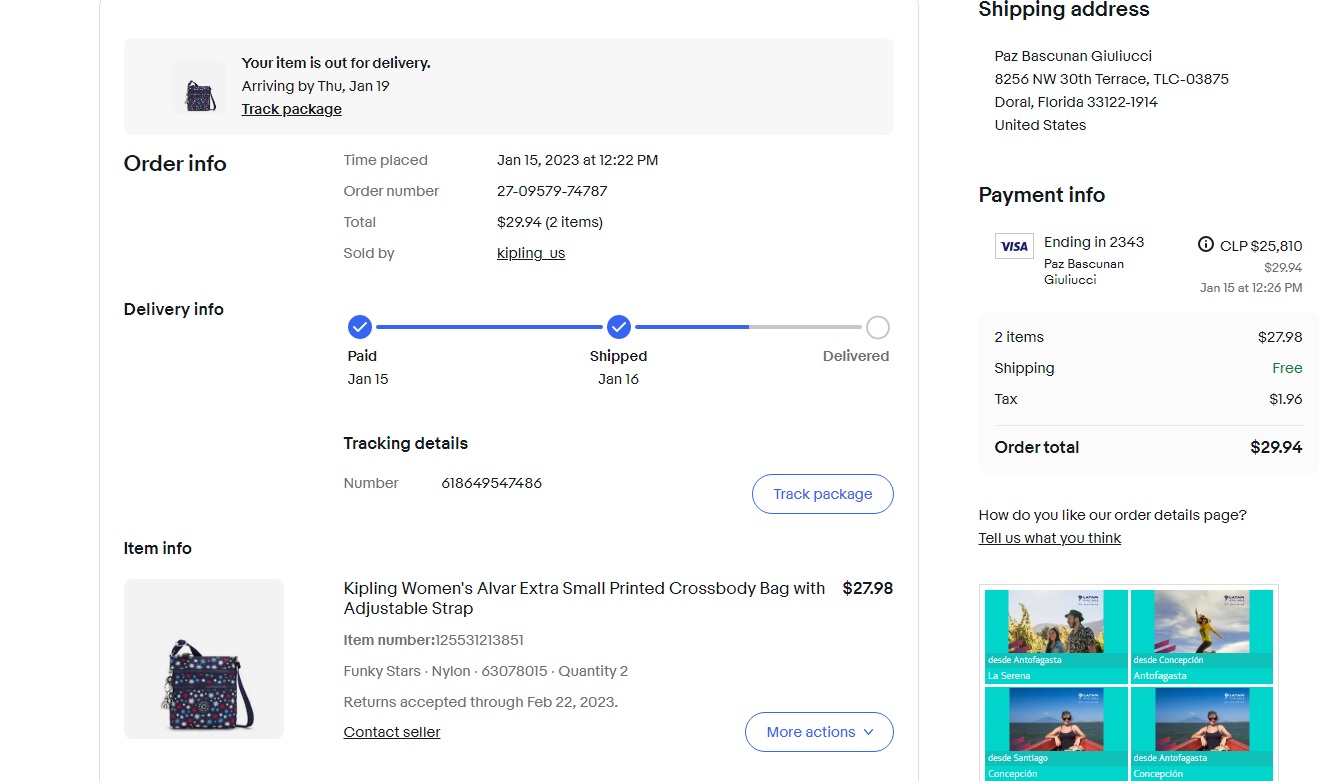 Your item is out for delivery.
Arriving by Thu, Jan 19
Track package
Order info
Time placed Jan 15, 2023 at 12:22 PM
Order number 27-09579-74787
Total $29.94 (2 items)
Sold by kipling_us
Delivery info
Paid
Jan 15
Shipped
Jan 16
Delivered
Tracking details
Number 618649547486
Track package
Item info
Kipling Women's Alvar Extra Small Printed Crossbody Bag with
Adjustable Strap
$27.98
Item number:125531213851
Funky Stars · Nylon · 63078015 · Quantity 2
Returns accepted through Feb 22, 2023.
Contact seller
More actions
Shipping address
Paz Bascunan Giuliucci
8256 NW 30th Terrace, TLC-03875
Doral, Florida 33122-1914
United States
Payment info
VISA
Ending in 2343
Paz Bascunan
Giuliucci
CLP $25,810
$29.94
Jan 15 at 12:26 PM
2 items $27.98
Shipping Free
Tax $1.96
Order total $29.94
How do you like our order details page?
Tell us what you think
LATAM
desde Antofagasta
La Serena
LATAM
desde Concepción
Antofagasta
LATAM
desde Santiago
Concepción
LATAM
desde Antofagasta
Concepción